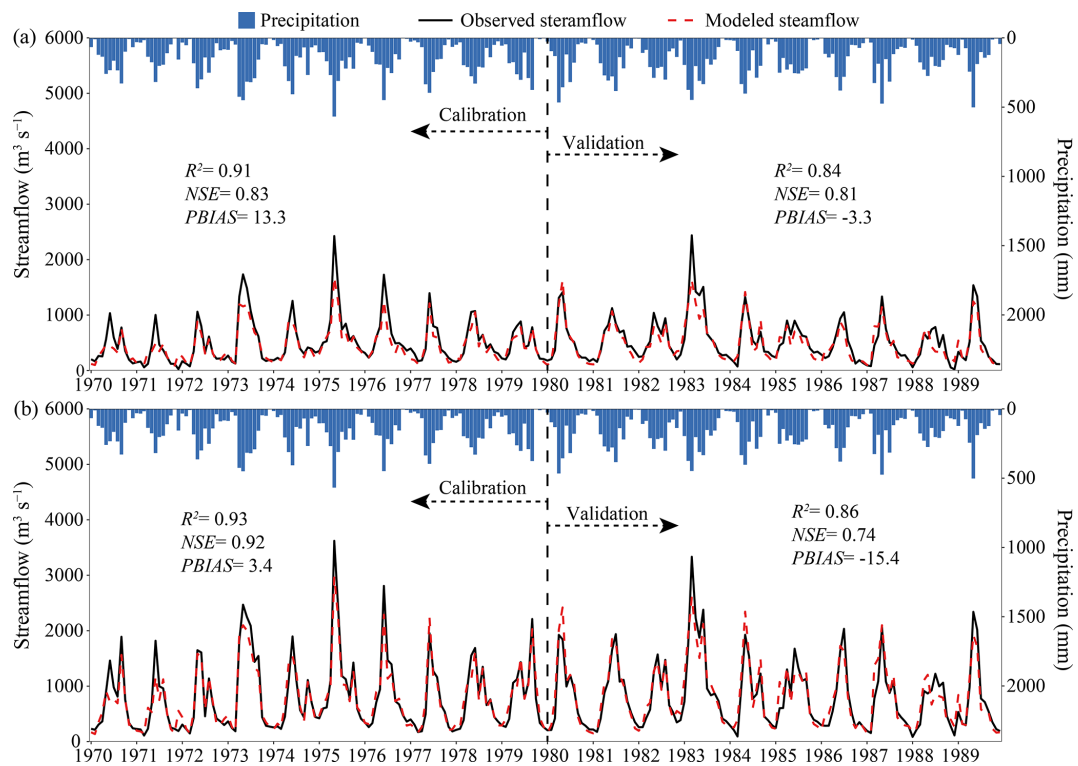 Precipitation Observed steramflow Modeled steamflow
(a)
6000
5000
4000
3000
2000
1000
0
Streamflow (m³ s⁻¹)
0
500
1000
1500
2000
Precipitation (mm)
Calibration
Validation
R²= 0.91
NSE= 0.83
PBIAS= 13.3
R²= 0.84
NSE= 0.81
PBIAS= -3.3
1970 1971 1972 1973 1974 1975 1976 1977 1978 1979 1980 1981 1982 1983 1984 1985 1986 1987 1988 1989
(b)
6000
5000
4000
3000
2000
1000
0
Streamflow (m³ s⁻¹)
0
500
1000
1500
2000
Precipitation (mm)
Calibration
Validation
R²= 0.93
NSE= 0.92
PBIAS= 3.4
R²= 0.86
NSE= 0.74
PBIAS= -15.4
1970 1971 1972 1973 1974 1975 1976 1977 1978 1979 1980 1981 1982 1983 1984 1985 1986 1987 1988 1989